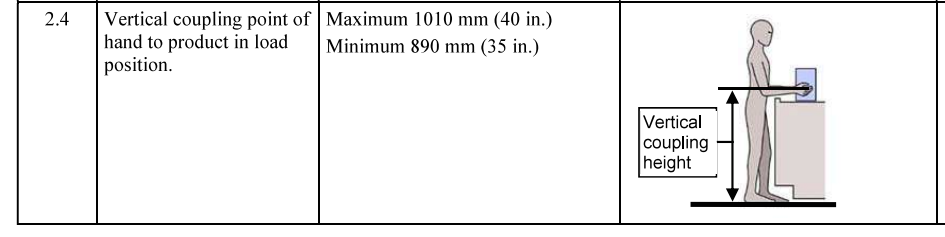 2.4
Vertical coupling point of
hand to product in load
position.
Maximum 1010 mm (40 in.)
Minimum 890 mm (35 in.)
Vertical
coupling
height